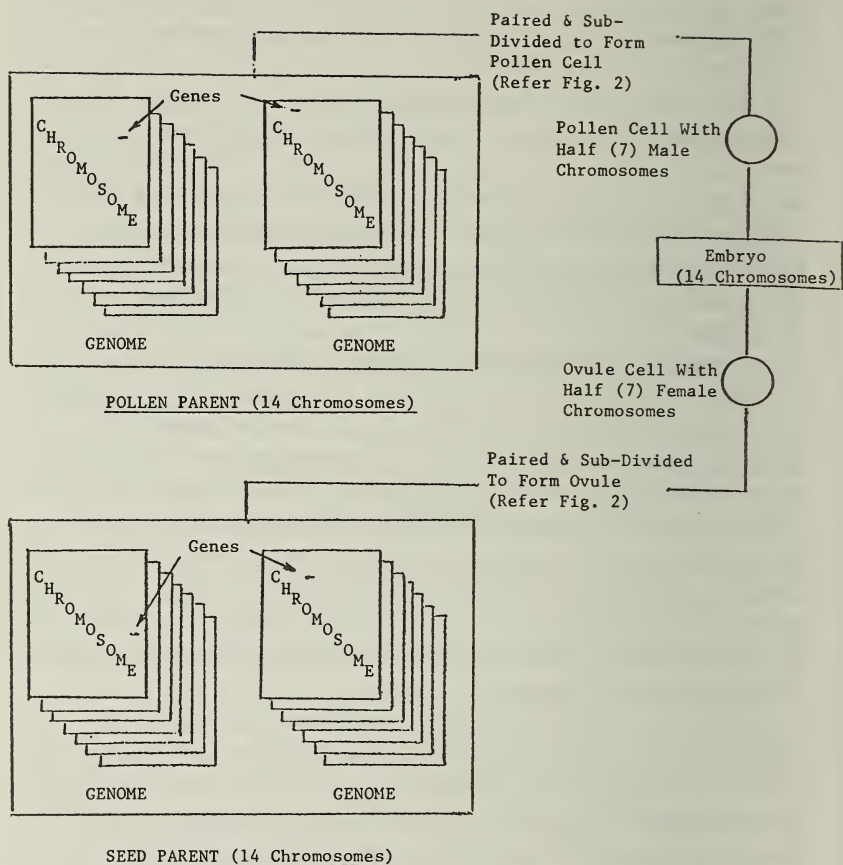 Paired & Sub-
Divided to Form
Pollen Cell
(Refer Fig. 2)
Genes
CHROMOSOME
CHROMOSOME
Pollen Cell With
Half (7) Male
Chromosomes
Embryo
(14 Chromosomes)
GENOME
GENOME
POLLEN PARENT (14 Chromosomes)
Ovule Cell With
Half (7) Female
Chromosomes
Paired & Sub-Divided
To Form Ovule
(Refer Fig. 2)
Genes
CHROMOSOME
CHROMOSOME
GENOME
GENOME
SEED PARENT (14 Chromosomes)